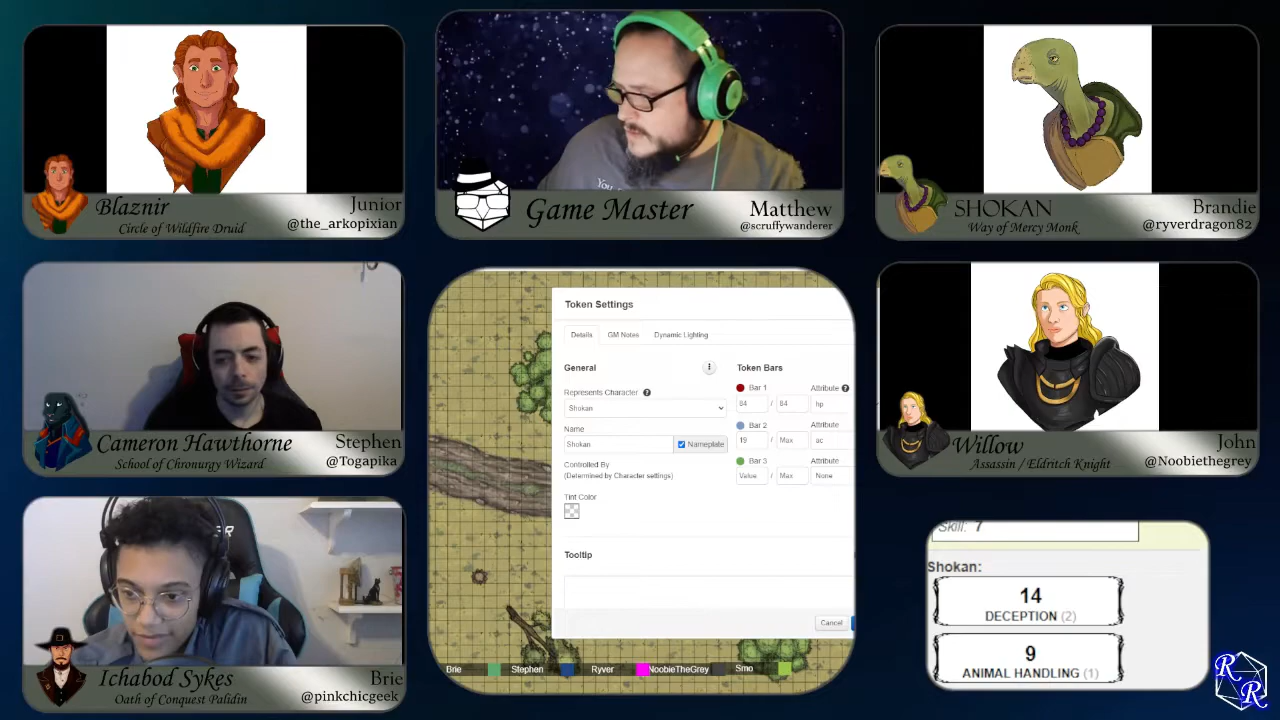 Blaznir
Junior
Circle of Wildfire Druid
@the_arkopixian
You
Game Master
Matthew
@scruffywanderer
SHOKAN
Brandie
Way of Mercy Monk
@ryverdragon82
Cameron Hawthorne
Stephen
School of Chronurgy Wizard
@Togapika
Token Settings
Details
GM Notes
Dynamic Lighting
General
Token Bars
Represents Character ?
Bar 1
Attribute ?
Shokan
84 / 84
hp
Name
Bar 2
Attribute
Shokan
Nameplate
19 / Max
ac
Controlled By
Bar 3
Attribute
(Determined by Character settings)
Value / Max
None
Tint Color
Tooltip
Cancel
Brie
Stephen
Ryver
NoobieTheGrey
Smo
Willow
John
Assassin / Eldritch Knight
@Noobiethegrey
Ichabod Sykes
Brie
Oath of Conquest Palidin
@pinkchicgeek
Skill: 7
Shokan:
14
DECEPTION (2)
9
ANIMAL HANDLING (1)
R
R